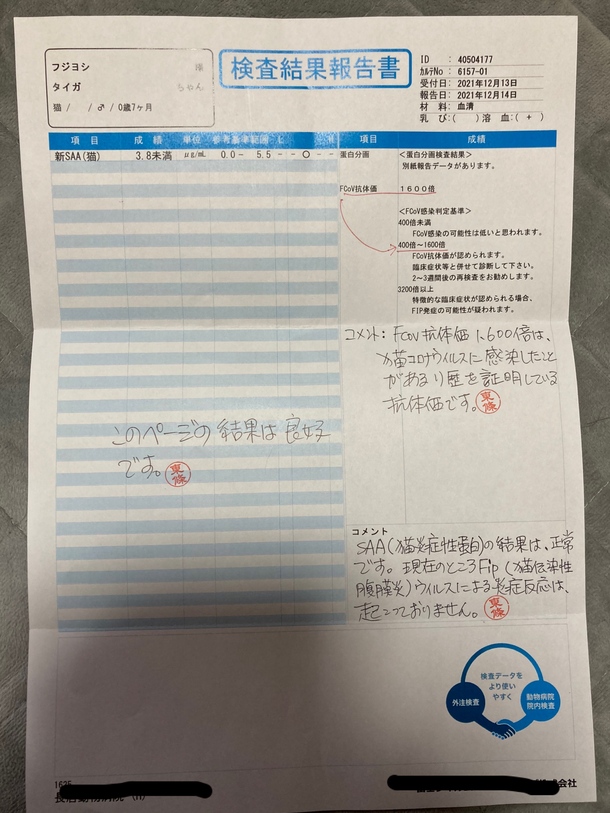 検査結果報告書
フジヨシ 様
タイガ ちゃん
猫 / / ♂ / 0歳7ヶ月
ID : 40504177
ｶﾙﾃNo : 6157-01
受付日: 2021年12月13日
報告日: 2021年12月14日
材 料: 血清
乳 び:( ) 溶 血:( + )
項 目 成 績 単位 参考基準範囲
新SAA(猫) 3.8未満 μg/mL 0.0 - 5.5 - - ○ - -
このページの結果は良好
です。
東條
項目 成績
蛋白分画 <蛋白分画検査結果>
別紙報告データがあります。
FCoV抗体価 1600倍
<FCoV感染判定基準>
400倍未満
FCoV感染の可能性は低いと思われます。
400倍~1600倍
FCoV抗体価が認められます。
臨床症状等と併せて診断して下さい。
2~3週間後の再検査をお勧めします。
3200倍以上
特徴的な臨床症状が認められる場合、
FIP発症の可能性が疑われます。
コメント: FCoV抗体価1,600倍は、
猫コロナウイルスに感染したこと
があるり歴を証明している
抗体価です。
東條
コメント
SAA(猫炎症性蛋白)の結果は、正常
です。現在のところFip(猫伝染性
腹膜炎)ウイルスによる炎症反応は、
起こっておりません。
東條
検査データを
より使い
やすく
外注検査
動物病院
院内検査